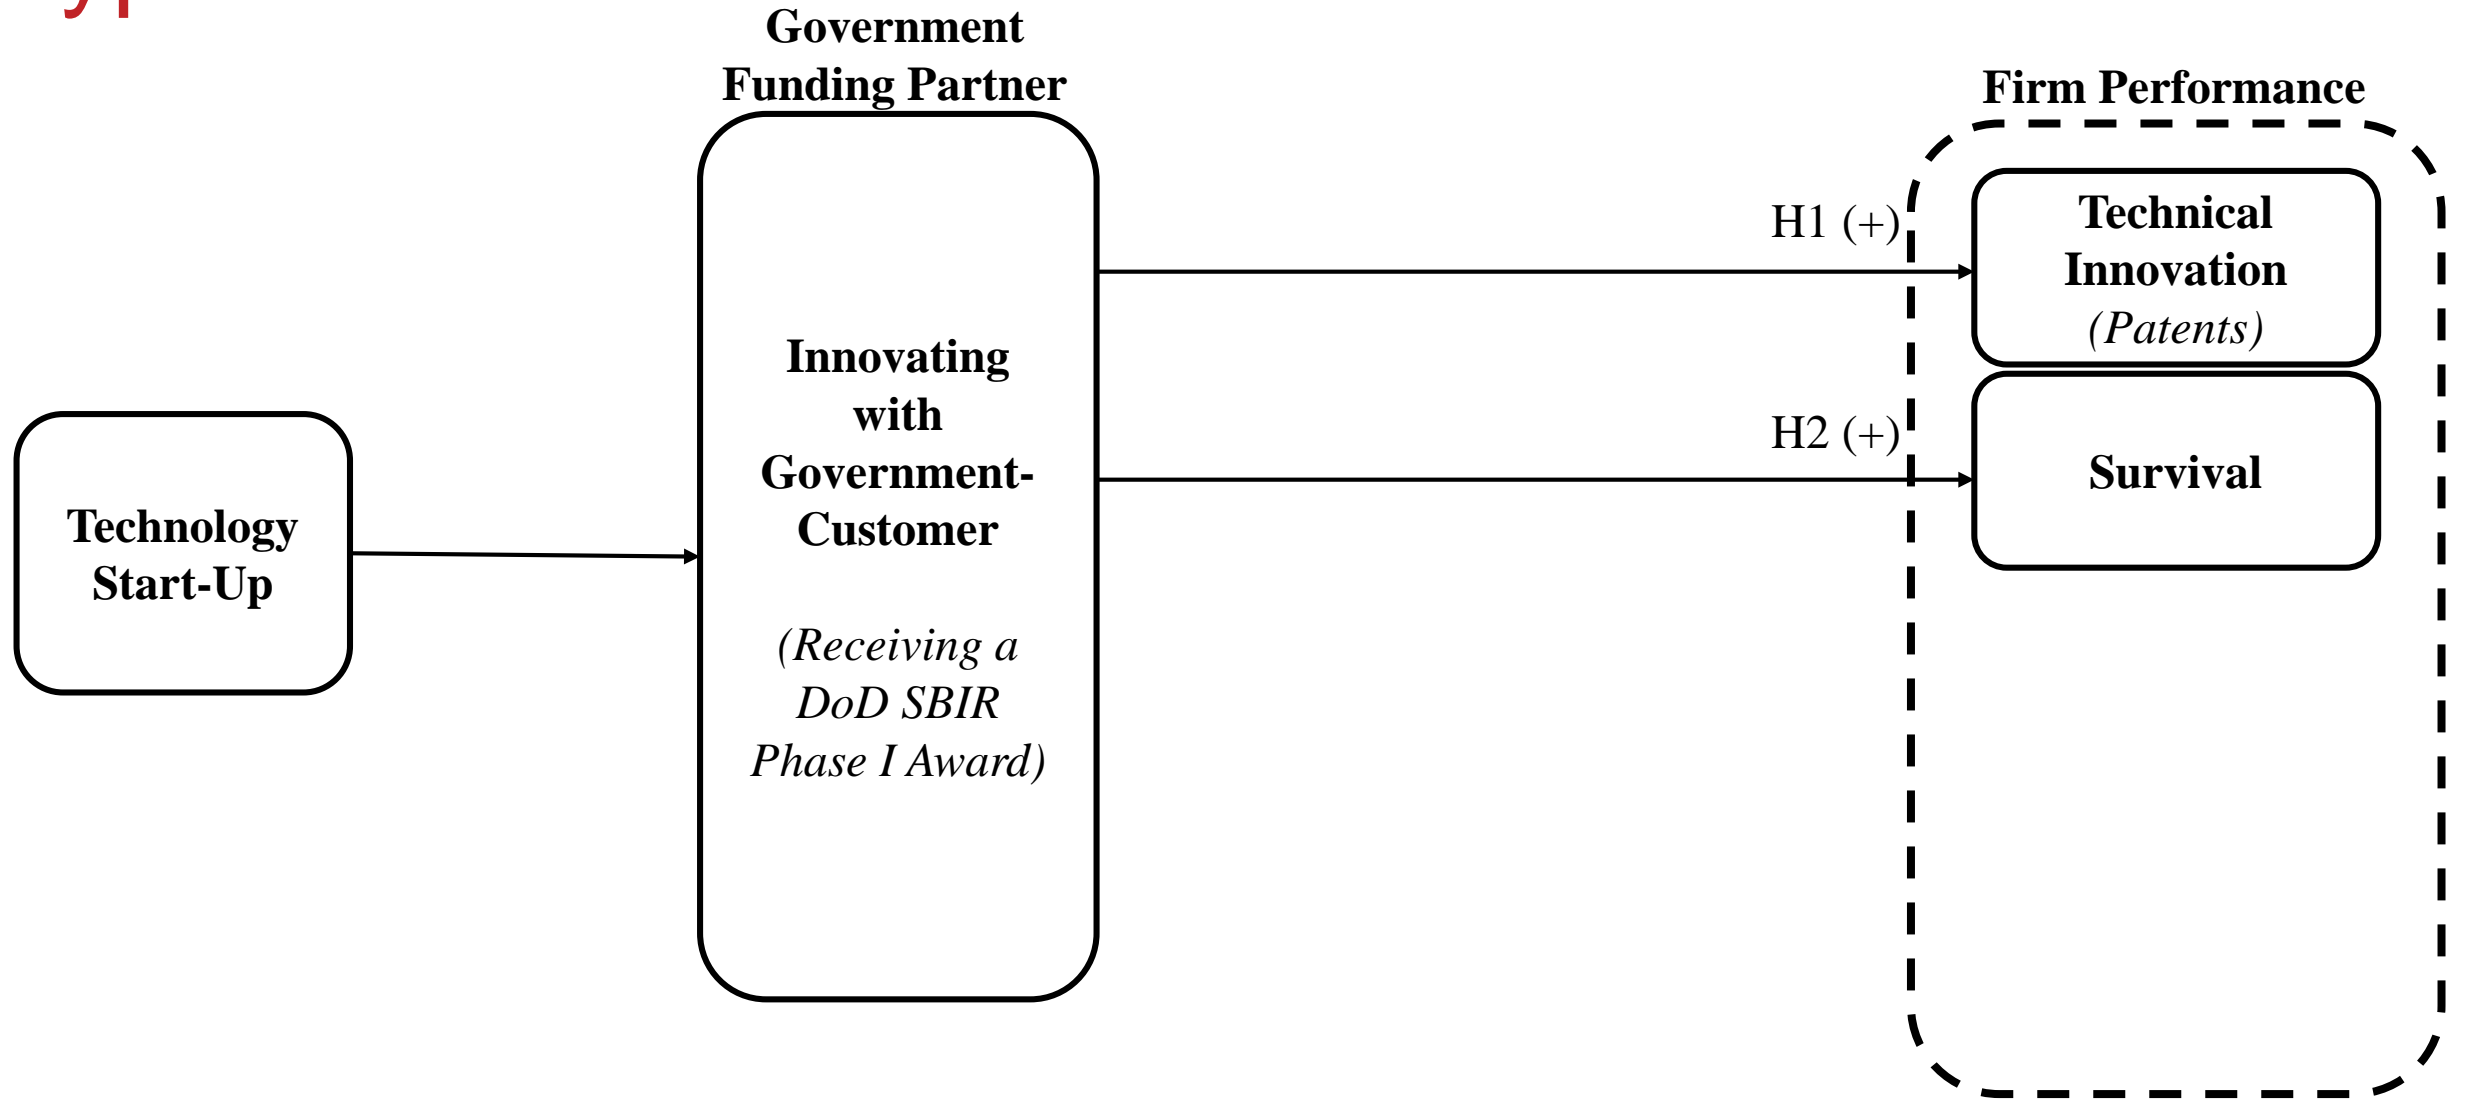 Government
Funding Partner
Firm Performance
Technology
Start-Up
Innovating
with
Government-
Customer
(Receiving a
DoD SBIR
Phase I Award)
H1 (+)
H2 (+)
Technical
Innovation
(Patents)
Survival